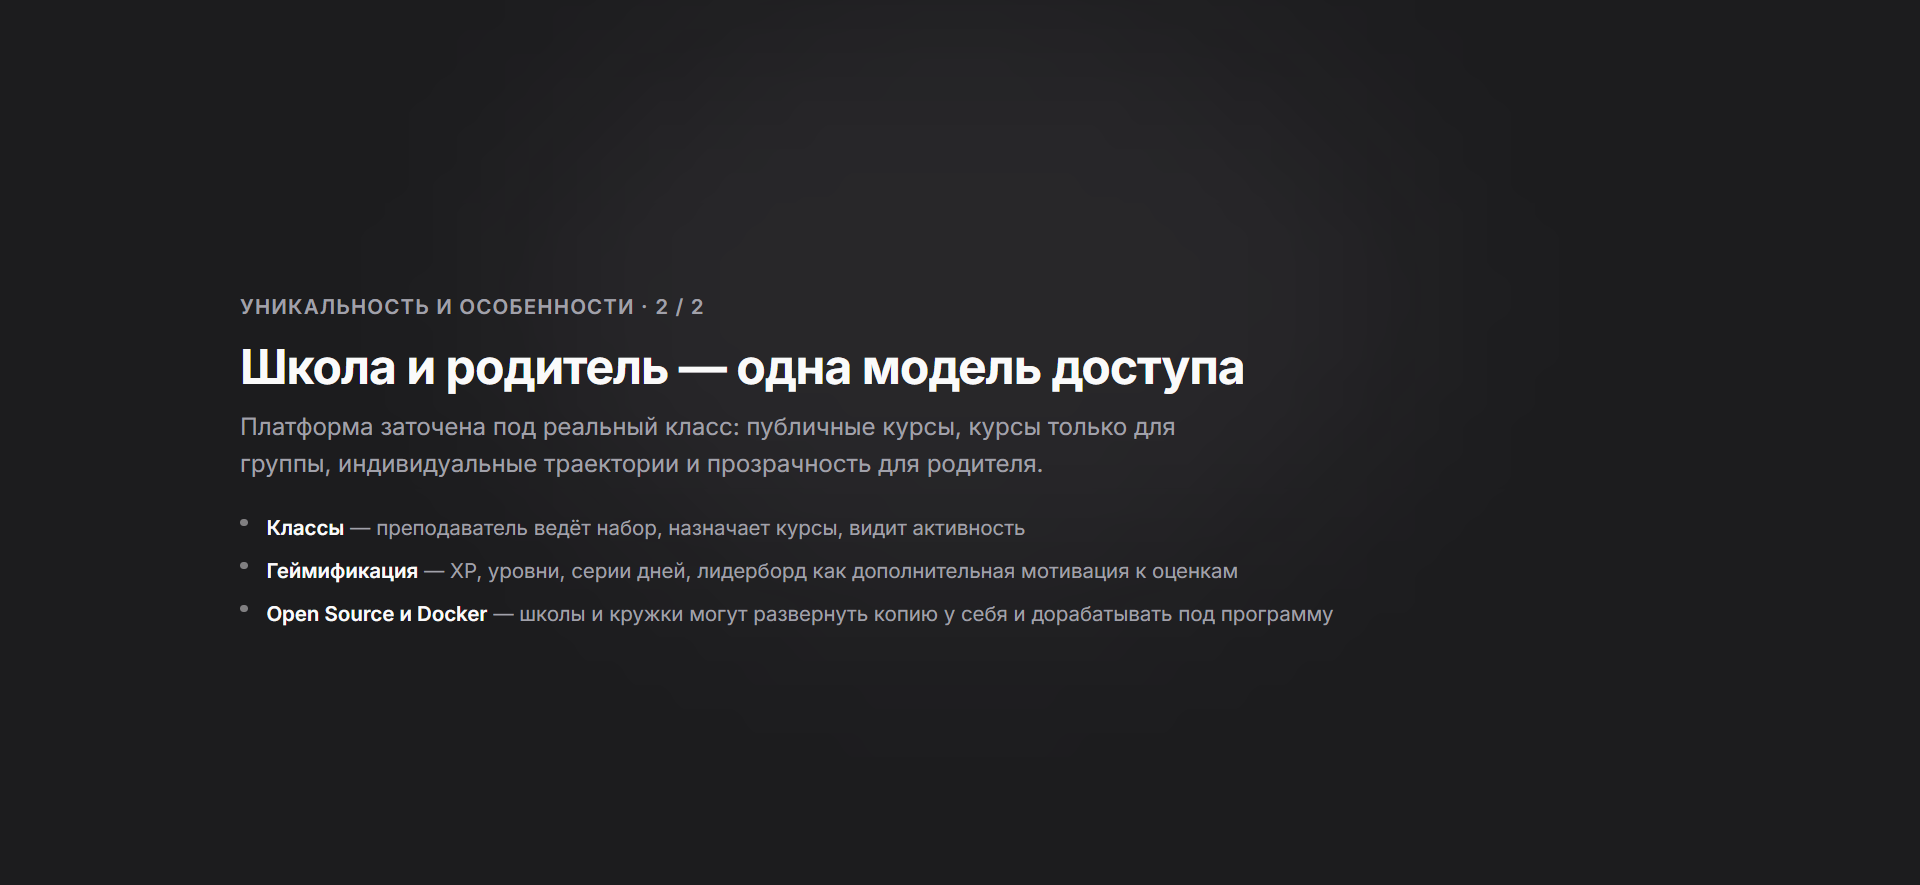 УНИКАЛЬНОСТЬ И ОСОБЕННОСТИ · 2 / 2
Школа и родитель — одна модель доступа
Платформа заточена под реальный класс: публичные курсы, курсы только для
группы, индивидуальные траектории и прозрачность для родителя.
• Классы — преподаватель ведёт набор, назначает курсы, видит активность
• Геймификация — XP, уровни, серии дней, лидерборд как дополнительная мотивация к оценкам
• Open Source и Docker — школы и кружки могут развернуть копию у себя и дорабатывать под программу